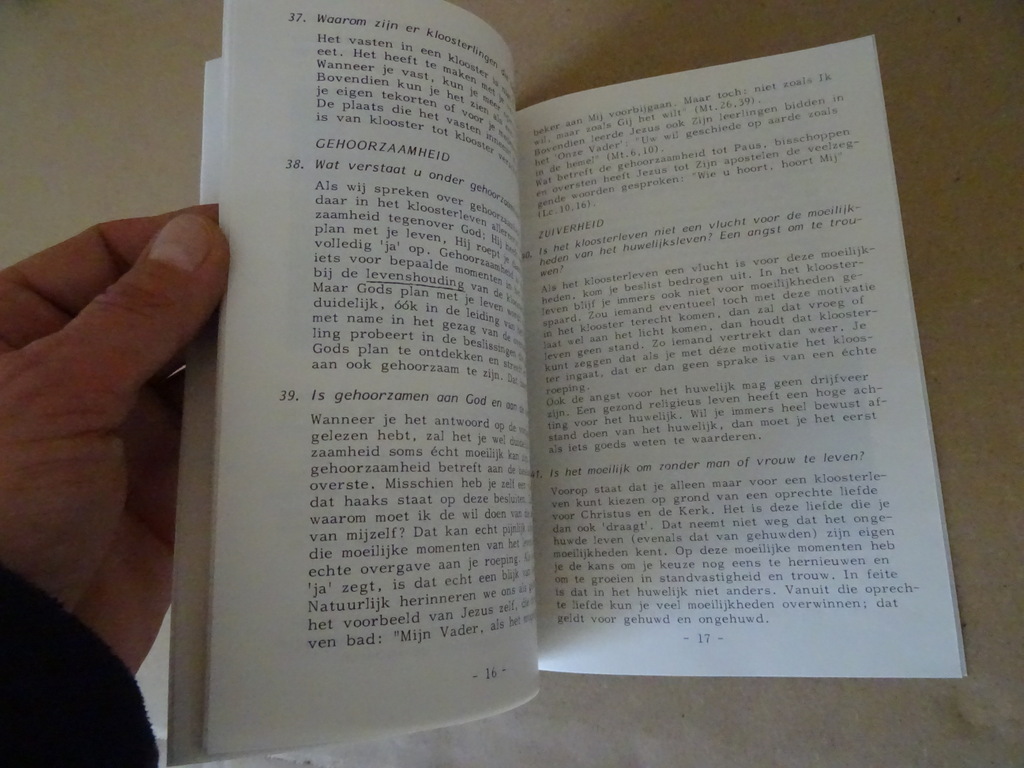 37. Waarom zijn er kloosterlingen
Het vasten in een klooster is
eet. Het heeft te maken met
Wanneer je vast, kun je meer
Bovendien kun je het zien als
je eigen tekorten of voor je
De plaats die het vasten
is van klooster tot klooster
GEHOORZAAMHEID
38. Wat verstaat u onder
Als wij spreken over
daar in het kloosterleven
zaamheid tegenover God; Hij
plan met je leven, Hij roept je
volledig 'ja' op. Gehoorzaamheid
iets voor bepaalde momenten
bij de levenshouding van de
Maar Gods plan met je leven
duidelijk, óók in de leiding van
met name in het gezag van de
ling probeert in de beslissingen
Gods plan te ontdekken en
aan ook gehoorzaam te zijn.
39. Is gehoorzamen aan God en aan
Wanneer je het antwoord op de
gelezen hebt, zal het je wel
zaamheid soms écht moeilijk kan
gehoorzaamheid betreft aan de
overste. Misschien heb je zelf
dat haaks staat op deze
waarom moet ik de wil doen van
van mijzelf? Dat kan echt pijnlijk
die moeilijke momenten van het
echte overgave aan je roeping.
'ja' zegt, is dat echt een blijk
Natuurlijk herinneren we ons
het voorbeeld van Jezus zelf,
ven bad: "Mijn Vader, als het
- 16 -
beker aan Mij voorbijgaan. Maar toch: niet zoals Ik
wil, maar zoals Gij het wilt" (Mt.26,39).
Bovendien leerde Jezus ook Zijn leerlingen bidden in
het 'Onze Vader': "Uw wil geschiede op aarde zoals
in de hemel" (Mt.6,10).
Wat betreft de gehoorzaamheid tot Paus, bisschoppen
en oversten heeft Jezus tot Zijn apostelen de veelzeg-
gende woorden gesproken: "Wie u hoort, hoort Mij"
(Lc.10,16).
ZUIVERHEID
Is het kloosterleven niet een vlucht voor de moeilijk-
heden van het huwelijksleven? Een angst om te trou-
wen?
Als het kloosterleven een vlucht is voor deze moeilijk-
heden, kom je beslist bedrogen uit. In het klooster-
leven blijf je immers ook niet voor moeilijkheden ge-
spaard. Zou iemand eventueel toch met deze motivatie
in het klooster terecht komen, dan zal dat vroeg of
laat wel aan het licht komen, dan houdt dat klooster-
leven geen stand. Zo iemand vertrekt dan weer. Je
kunt zeggen dat als je met déze motivatie het kloos-
ter ingaat, dat er dan geen sprake is van een échte
roeping.
Ook de angst voor het huwelijk mag geen drijfveer
zijn. Een gezond religieus leven heeft een hoge ach-
ting voor het huwelijk. Wil je immers heel bewust af-
stand doen van het huwelijk, dan moet je het eerst
als iets goeds weten te waarderen.
Is het moeilijk om zonder man of vrouw te leven?
Voorop staat dat je alleen maar voor een kloosterle-
ven kunt kiezen op grond van een oprechte liefde
voor Christus en de Kerk. Het is deze liefde die je
dan ook 'draagt'. Dat neemt niet weg dat het onge-
huwde leven (evenals dat van gehuwden) zijn eigen
moeilijkheden kent. Op deze moeilijke momenten heb
je de kans om je keuze nog eens te hernieuwen en
om te groeien in standvastigheid en trouw. In feite
is dat in het huwelijk niet anders. Vanuit die oprech-
te liefde kun je veel moeilijkheden overwinnen; dat
geldt voor gehuwd en ongehuwd.
- 17 -